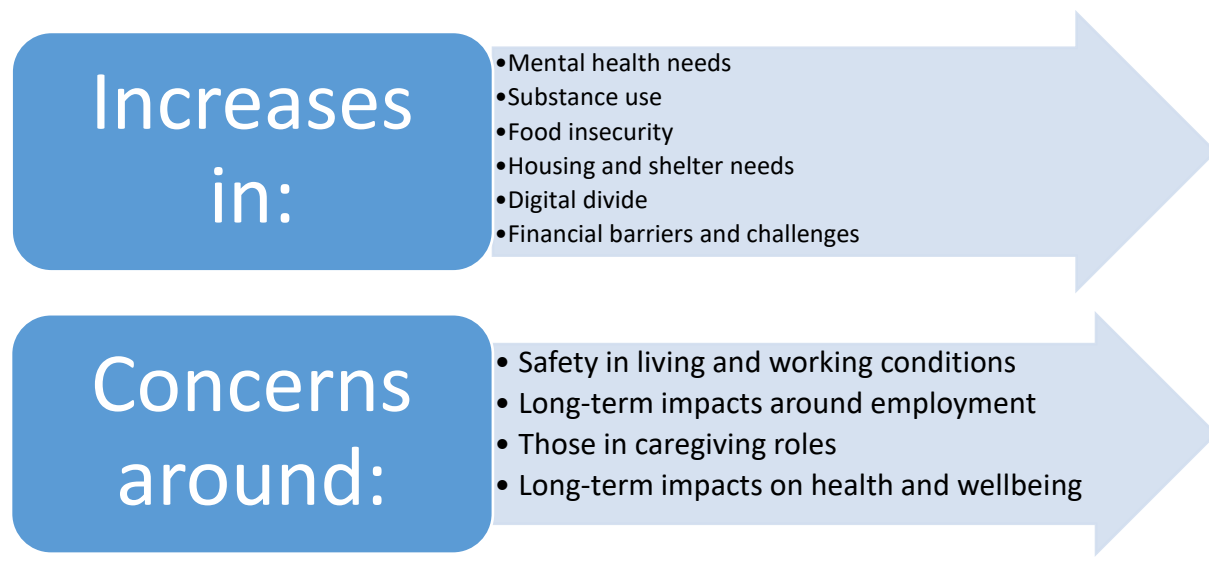 Increases
in:
•Mental health needs
•Substance use
•Food insecurity
•Housing and shelter needs
•Digital divide
•Financial barriers and challenges
Concerns
around:
• Safety in living and working conditions
• Long-term impacts around employment
• Those in caregiving roles
• Long-term impacts on health and wellbeing